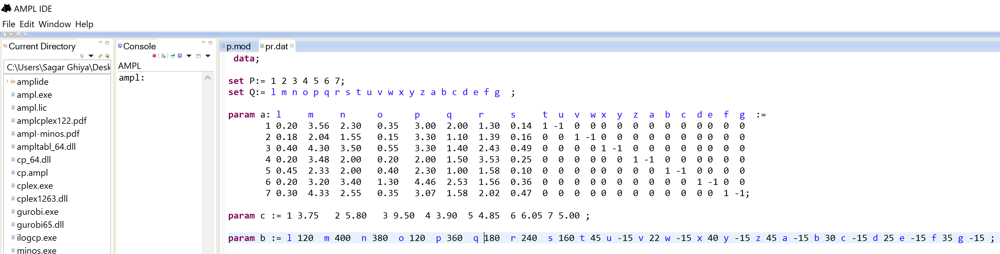 AMPL IDE
File Edit Window Help
Current Directory
C:\Users\Sagar Ghiya\Desk
amplide
ampl.exe
ampl.lic
amplcplex122.pdf
ampl-minos.pdf
ampltabl_64.dll
cp_64.dll
cp.ampl
cplex.exe
cplex1263.dll
gurobi.exe
gurobi65.dll
ilogcp.exe
minos.exe
Console
AMPL
ampl:
p.mod pr.dat
data;
set P:= 1 2 3 4 5 6 7;
set Q:= l m n o p q r s t u v w x y z a b c d e f g ;
param a: l m n o p q r s t u v w x y z a b c d e f g :=
1 0.20 3.56 2.30 0.35 3.00 2.00 1.30 0.14 1 -1 0 0 0 0 0 0 0 0 0 0 0 0
2 0.18 2.04 1.55 0.15 3.30 1.10 1.39 0.16 0 0 1 -1 0 0 0 0 0 0 0 0 0 0
3 0.40 4.30 3.50 0.55 3.30 1.40 2.43 0.49 0 0 0 0 1 -1 0 0 0 0 0 0 0 0
4 0.20 3.48 2.00 0.20 2.00 1.50 3.53 0.25 0 0 0 0 0 0 1 -1 0 0 0 0 0 0
5 0.45 2.33 2.00 0.40 2.30 1.00 1.58 0.10 0 0 0 0 0 0 0 0 1 -1 0 0 0 0
6 0.20 3.20 3.40 1.30 4.46 2.53 1.56 0.36 0 0 0 0 0 0 0 0 0 0 1 -1 0 0
7 0.30 4.33 2.55 0.35 3.07 1.58 2.02 0.47 0 0 0 0 0 0 0 0 0 0 0 0 1 -1;
param c := 1 3.75 2 5.80 3 9.50 4 3.90 5 4.85 6 6.05 7 5.00 ;
param b := l 120 m 400 n 380 o 120 p 360 q 180 r 240 s 160 t 45 u -15 v 22 w -15 x 40 y -15 z 45 a -15 b 30 c -15 d 25 e -15 f 35 g -15 ;